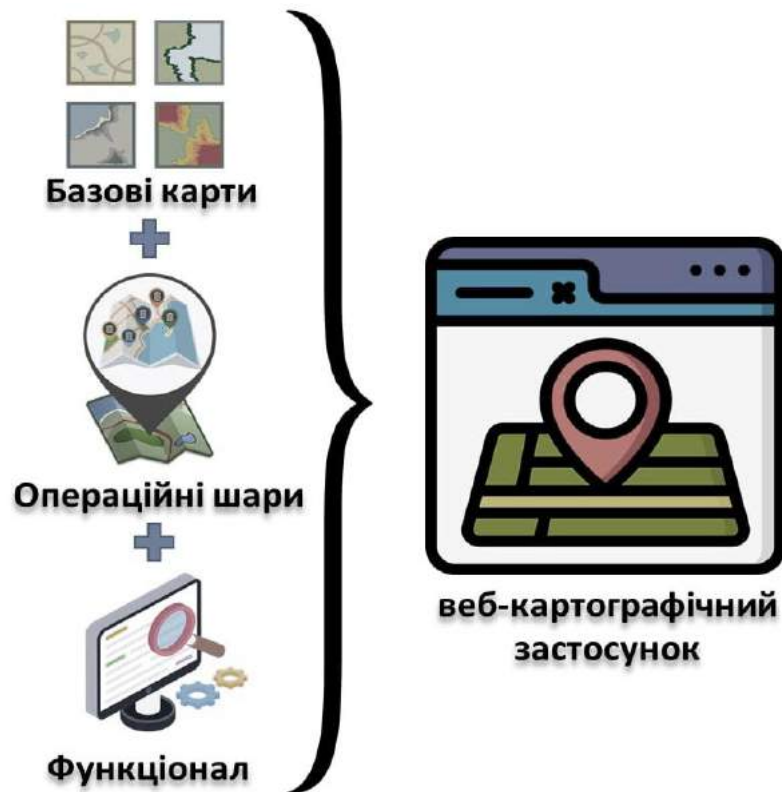 Базові карти
Операційні шари
Функціонал
веб-картографічний
застосунок